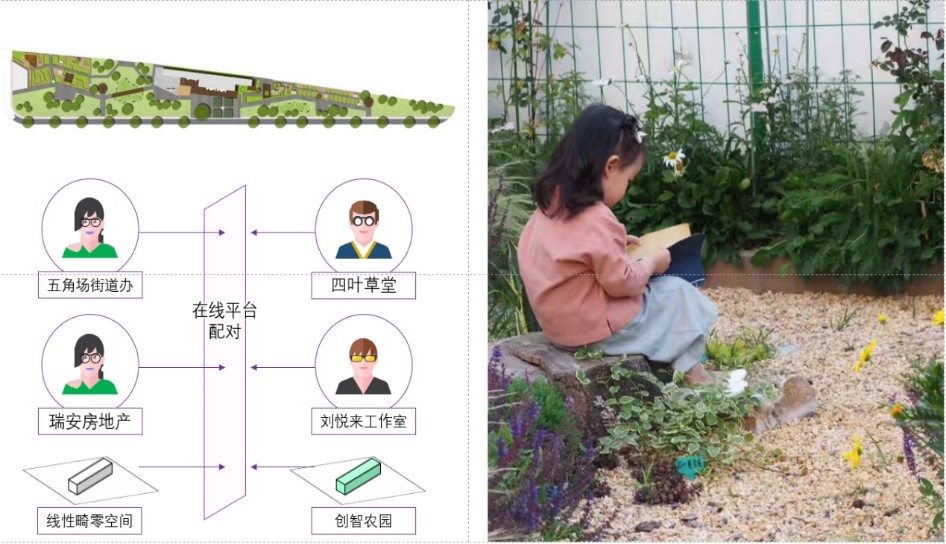 五角场街道办
四叶草堂
在线平台
配对
瑞安房地产
刘悦来工作室
线性畸零空间
创智农园